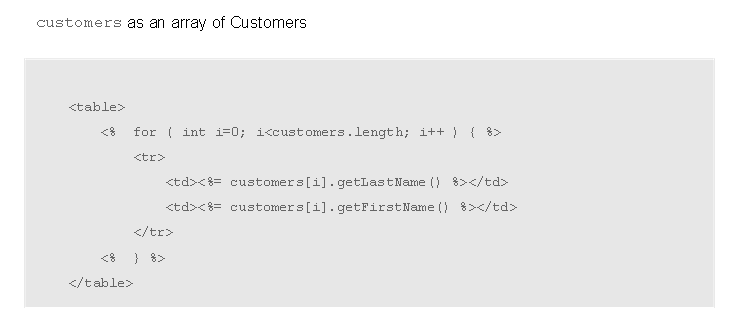 customers as an array of Customers
<table>
<% for ( int i=0; i<customers.length; i++ ) { %>
<tr>
<td><%= customers[i].getLastName() %></td>
<td><%= customers[i].getFirstName() %></td>
</tr>
<% } %>
</table>